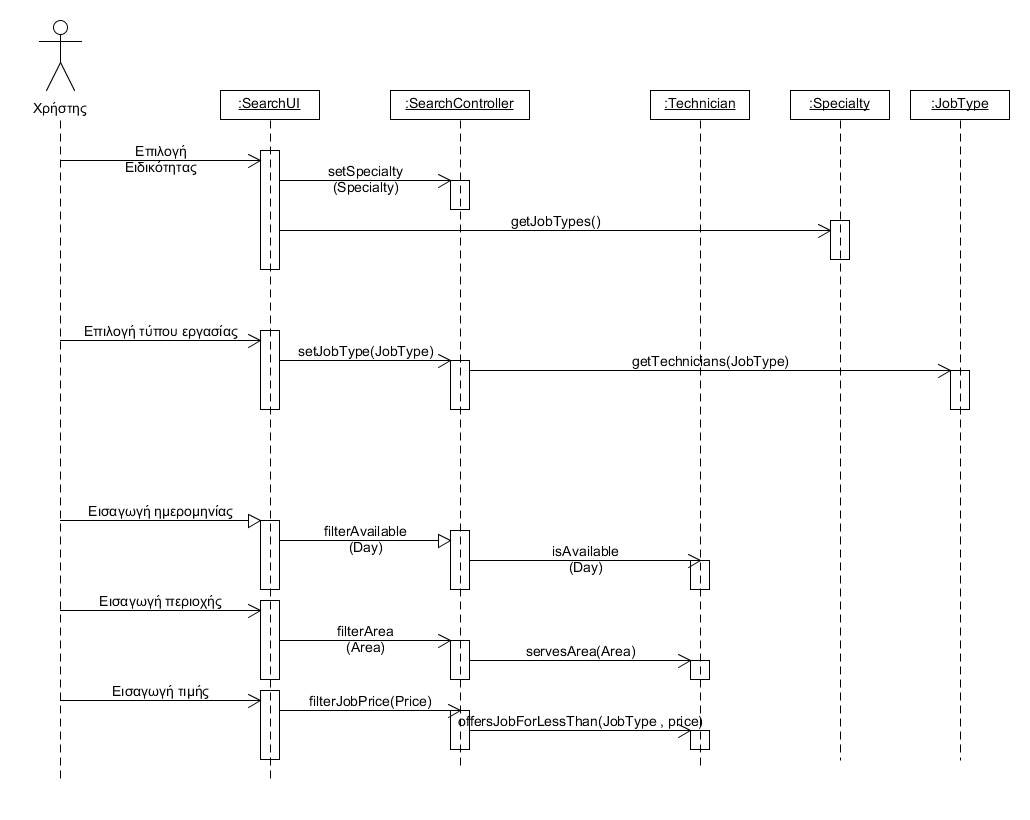 Χρήστης
:SearchUI
:SearchController
:Technician
:Specialty
:JobType
Επιλογή
Ειδικότητας
setSpecialty
(Specialty)
getJobTypes()
Επιλογή τύπου εργασίας
setJobType(JobType)
getTechnicians(JobType)
Εισαγωγή ημερομηνίας
filterAvailable
(Day)
isAvailable
(Day)
Εισαγωγή περιοχής
filterArea
(Area)
servesArea(Area)
Εισαγωγή τιμής
filterJobPrice(Price)
offersJobForLessThan(JobType , price)